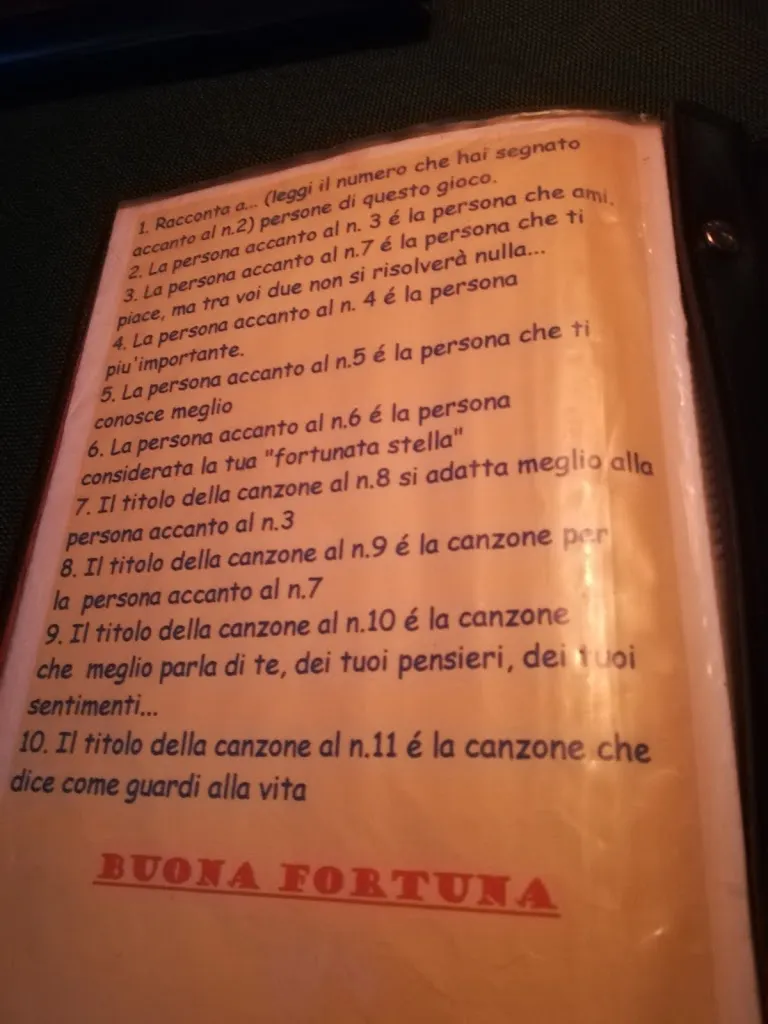 1. Racconta a... (leggi il numero che hai segnato
accanto al n.2) persone di questo gioco.
2. La persona accanto al n. 3 é la persona che ami.
3. La persona accanto al n.7 é la persona che ti
piace, ma tra voi due non si risolverà nulla...
4. La persona accanto al n. 4 é la persona
piu'importante.
5. La persona accanto al n.5 é la persona che ti
conosce meglio
6. La persona accanto al n.6 é la persona
considerata la tua "fortunata stella"
7. Il titolo della canzone al n.8 si adatta meglio alla
persona accanto al n.3
8. Il titolo della canzone al n.9 é la canzone per
la persona accanto al n.7
9. Il titolo della canzone al n.10 é la canzone
che meglio parla di te, dei tuoi pensieri, dei tuoi
sentimenti...
10. Il titolo della canzone al n.11 é la canzone che
dice come guardi alla vita
BUONA FORTUNA